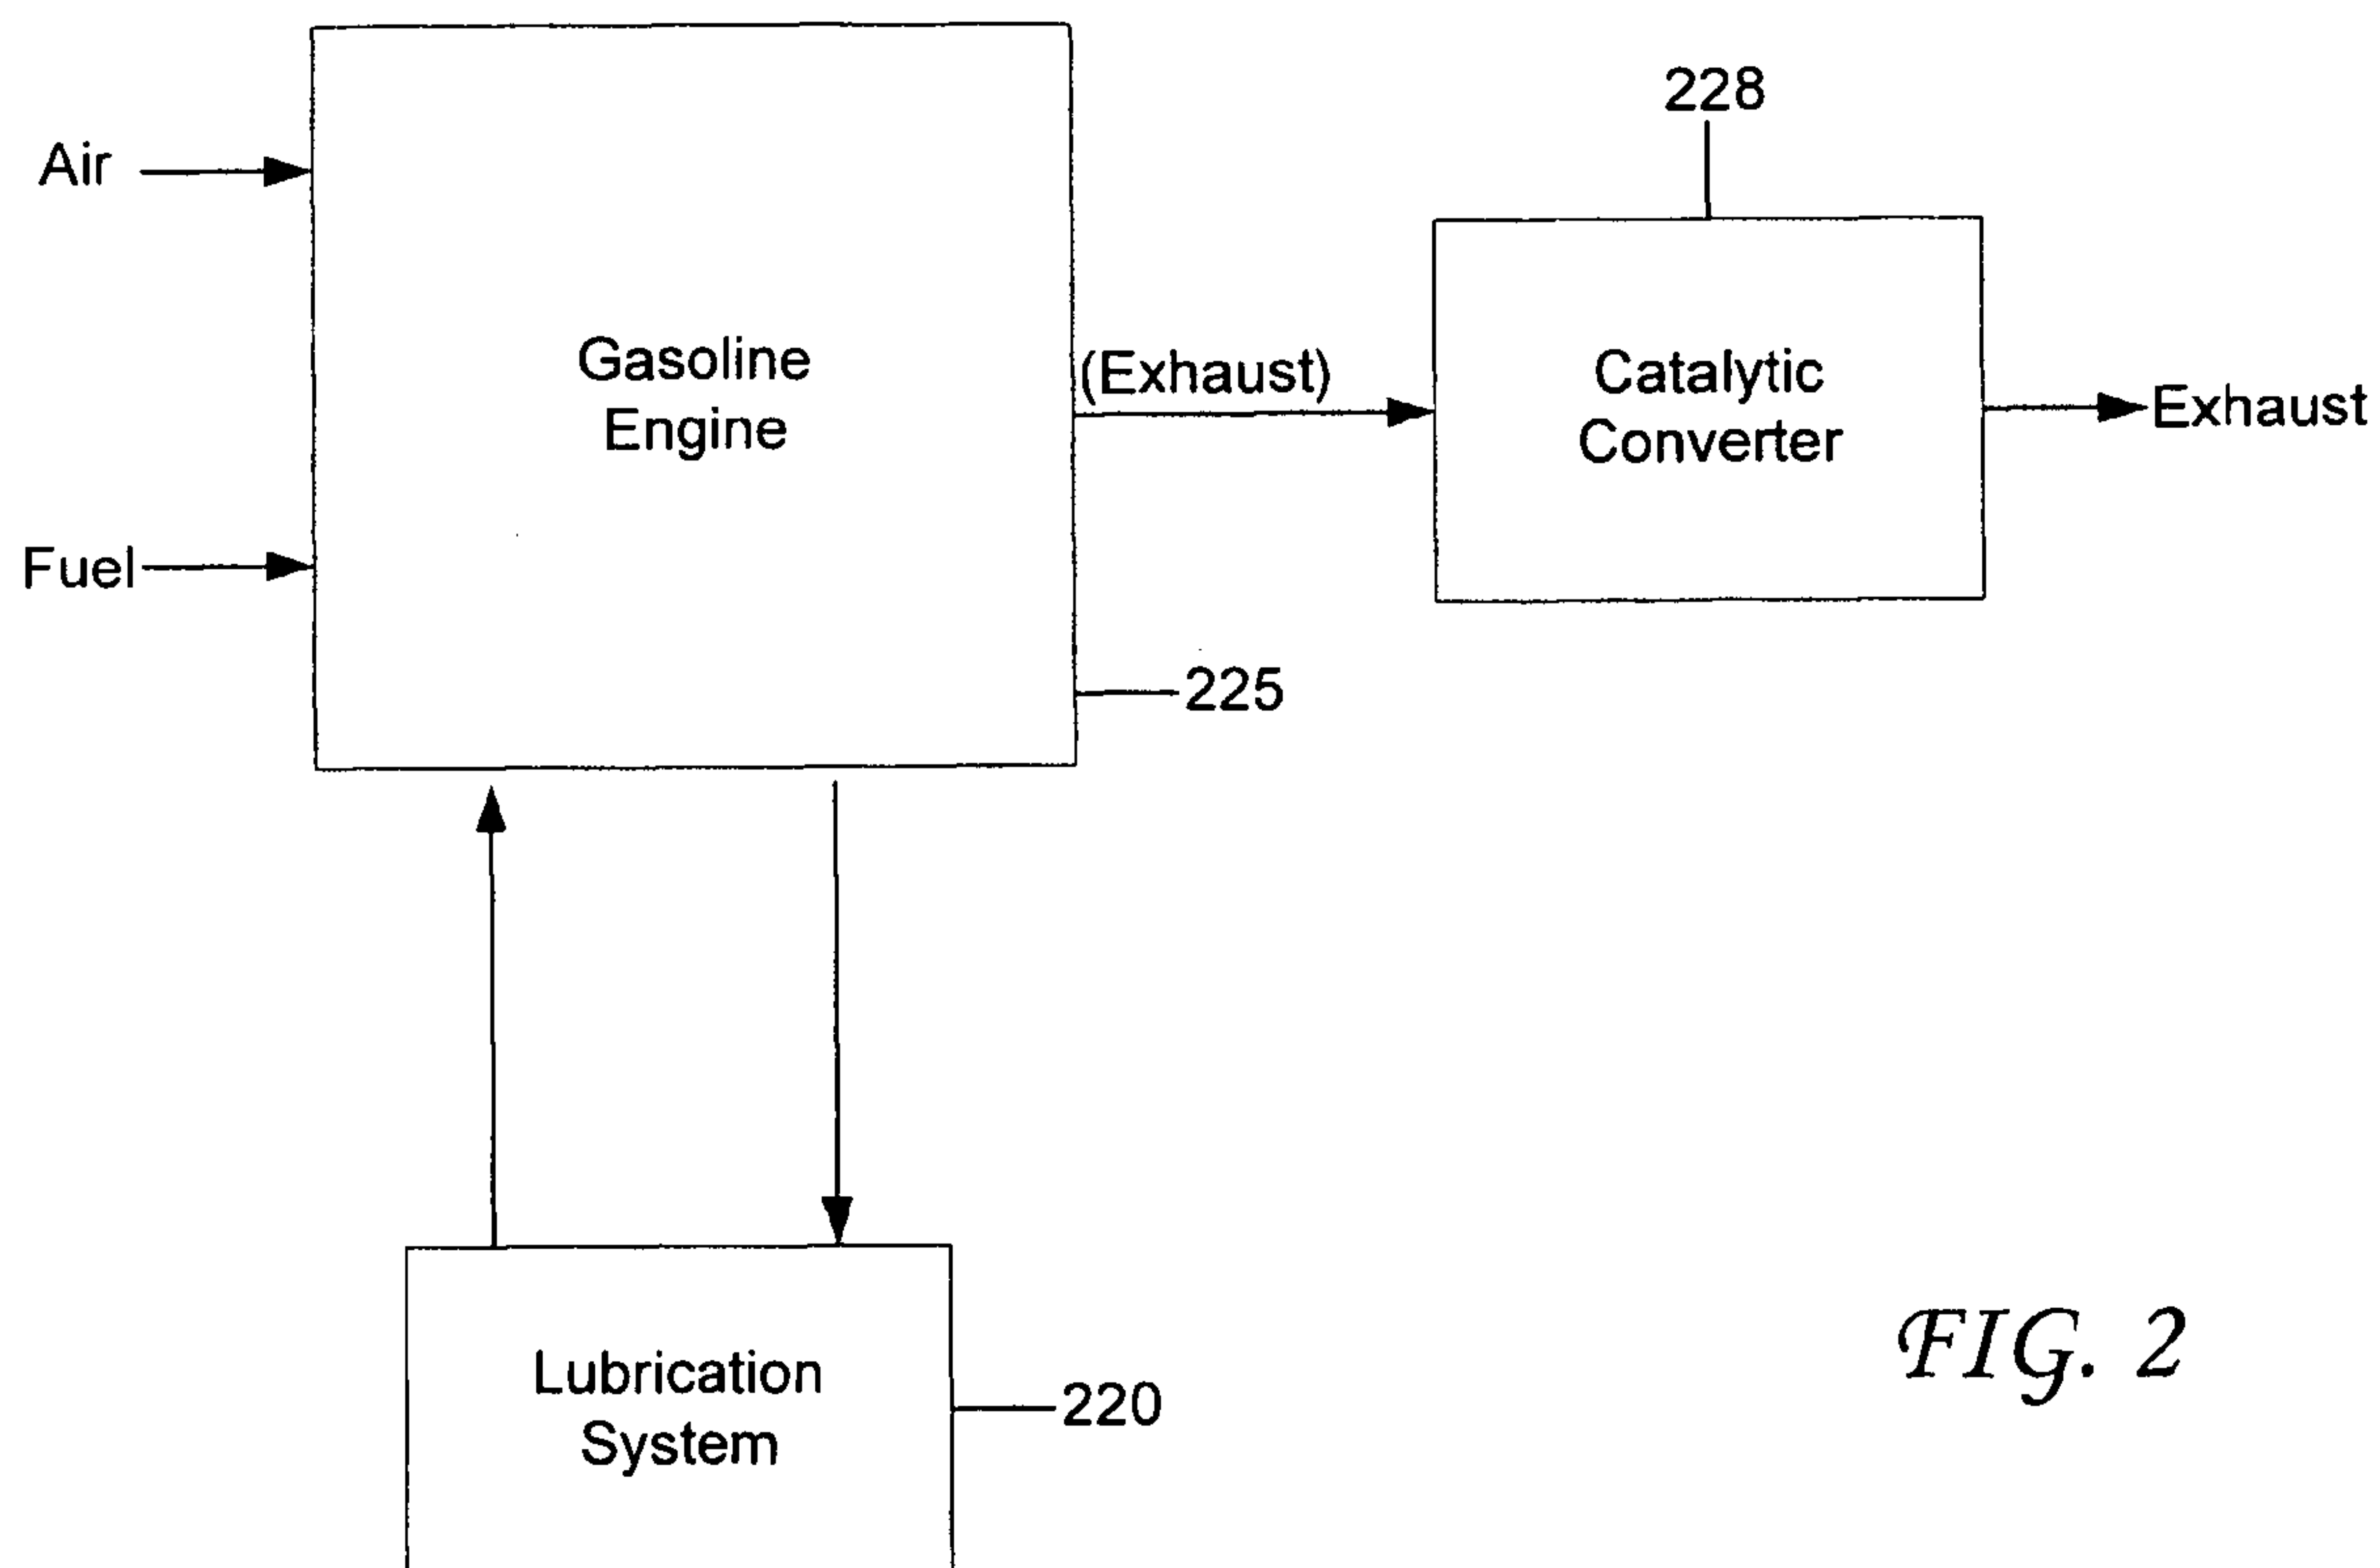 228
Air
Gasoline
Engine
(Exhaust)
Catalytic
Converter
Exhaust
Fuel
225
Lubrication
System
220
FIG. 2